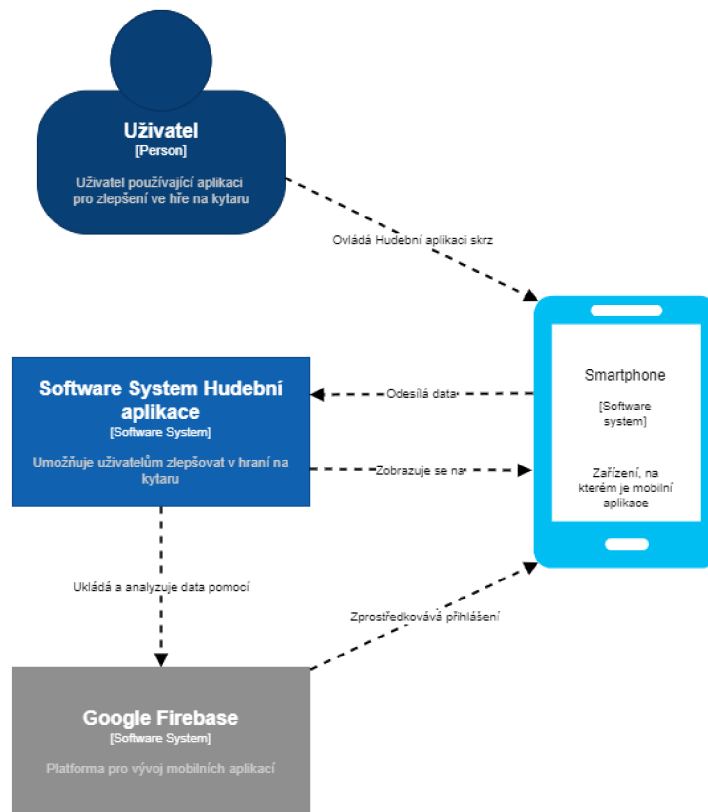 Uživatel
[Person]
Uživatel používající aplikaci
pro zlepšení ve hře na kytaru
Ovládá Hudební aplikaci skrz
Smartphone
[Software
system]
Zařízení, na
kterém je mobilní
aplikace
Software System Hudební
aplikace
[Software System]
Umožňuje uživatelům zlepšovat v hraní na
kytaru
Odesílá data
Zobrazuje se na
Ukládá a analyzuje data pomocí
Zprostředkovává přihlášení
Google Firebase
[Software System]
Platforma pro vývoj mobilních aplikací